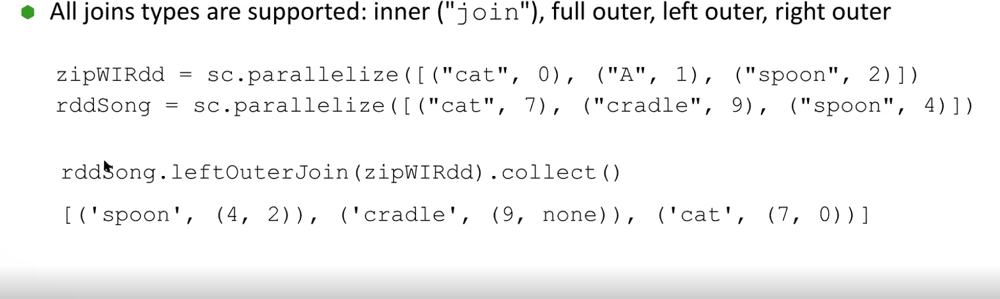 All joins types are supported: inner ("join"), full outer, left outer, right outer
zipWIRdd = sc.parallelize([("cat", 0), ("A", 1), ("spoon", 2)])
rddSong = sc.parallelize([("cat", 7), ("cradle", 9), ("spoon", 4)])
rddSong.leftOuterJoin(zipWIRdd).collect()
[('spoon', (4, 2)), ('cradle', (9, none)), ('cat', (7, 0))]